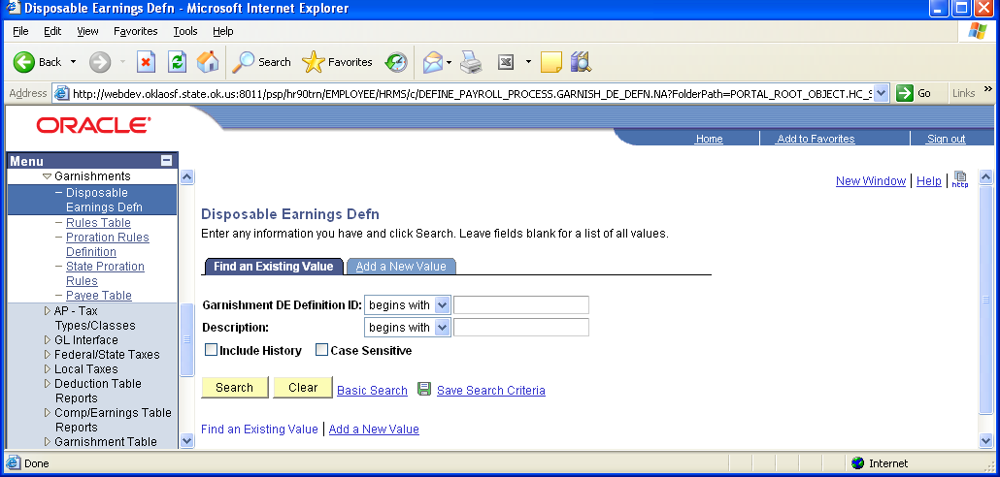 Disposable Earnings Defn - Microsoft Internet Explorer
File Edit View Favorites Tools Help
Back Search Favorites
Address http://webdev.oklaosf.state.ok.us:8011/psp/hr90trn/EMPLOYEE/HRMS/c/DEFINE_PAYROLL_PROCESS.GARNISH_DE_DEFN.NA?FolderPath=PORTAL_ROOT_OBJECT.HC_S Go Links »
ORACLE
Home Add to Favorites Sign out
Menu
Garnishments
Disposable
Earnings Defn
Rules Table
Proration Rules
Definition
State Proration
Rules
Payee Table
AP - Tax
Types/Classes
GL Interface
Federal/State Taxes
Local Taxes
Deduction Table
Reports
Comp/Earnings Table
Reports
Garnishment Table
New Window | Help | http
Disposable Earnings Defn
Enter any information you have and click Search. Leave fields blank for a list of all values.
Find an Existing Value Add a New Value
Garnishment DE Definition ID: begins with
Description: begins with
Include History Case Sensitive
Search Clear Basic Search Save Search Criteria
Find an Existing Value | Add a New Value
Done Internet